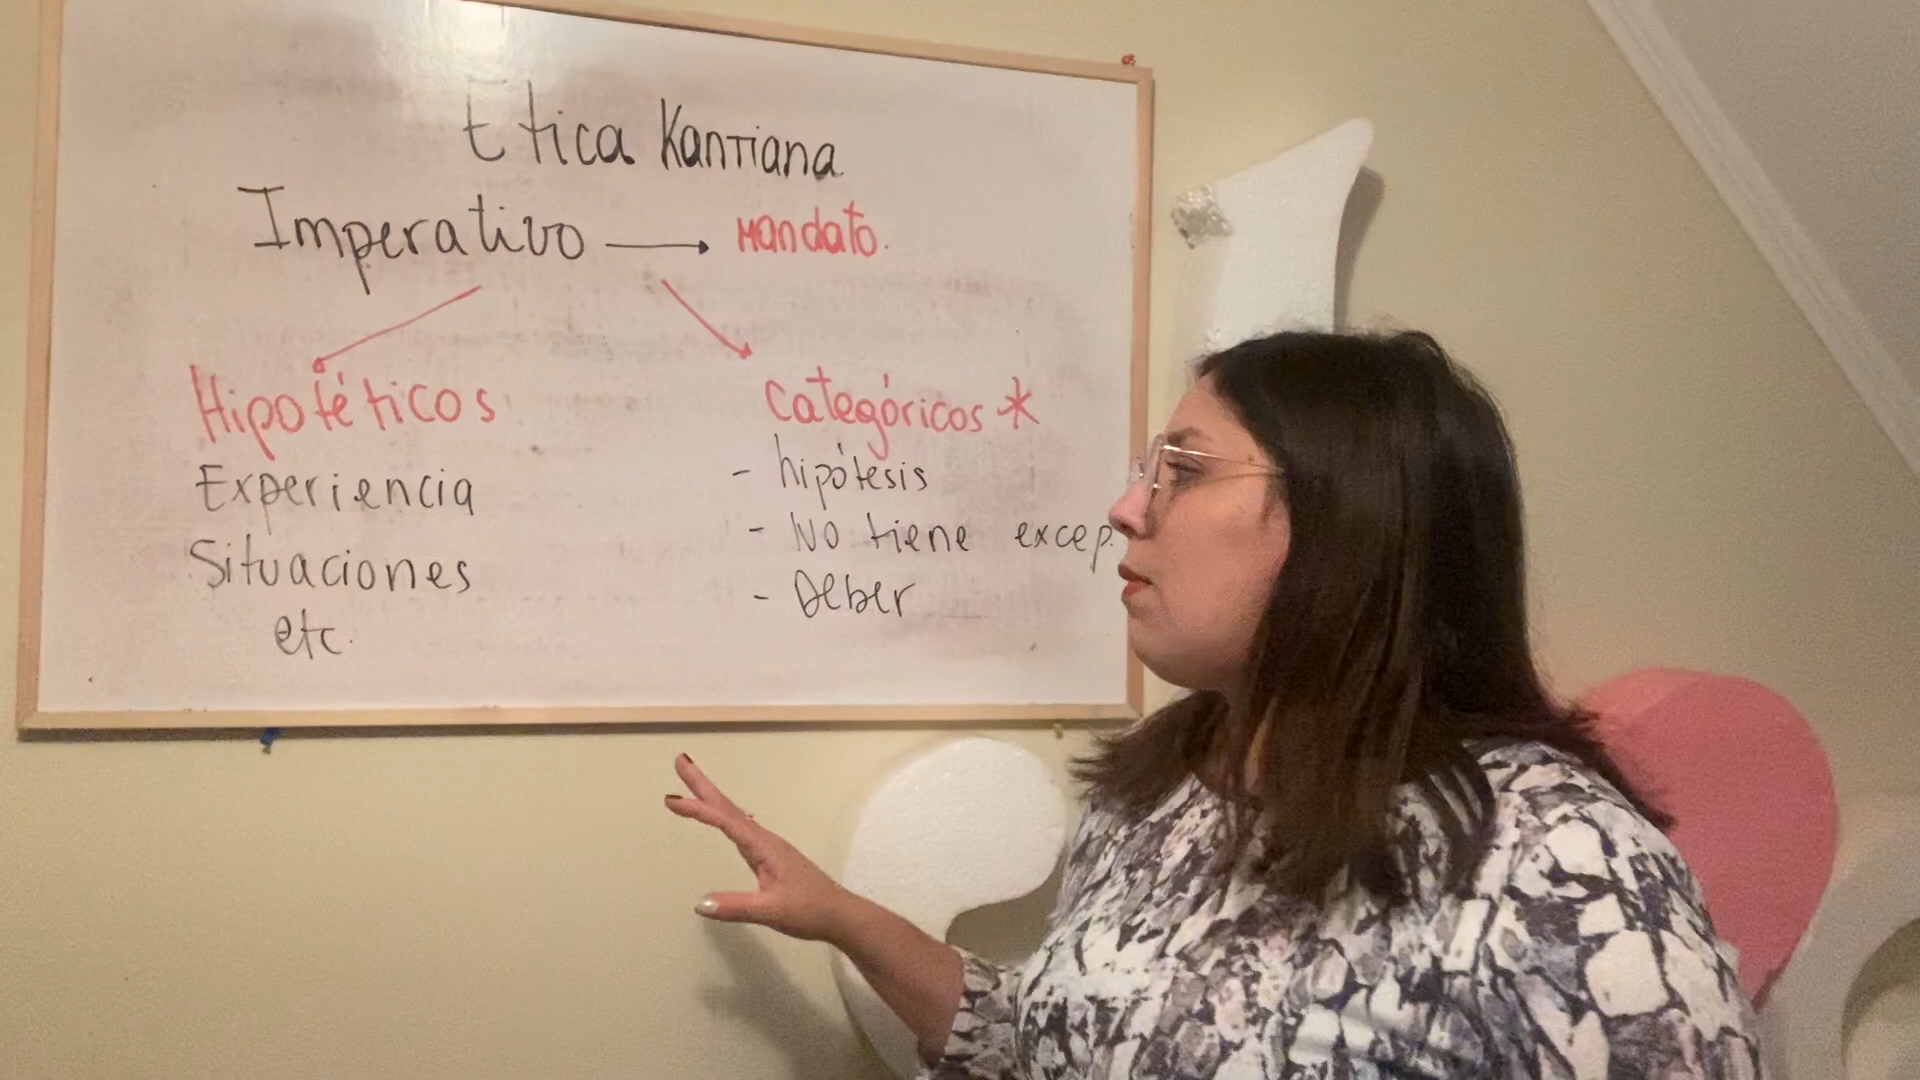 Etica Kantiana
Imperativo → Mandato.
Hipotéticos
Experiencia
Situaciones
etc.
Categóricos *
- hipótesis
- No tiene excep.
- Deber